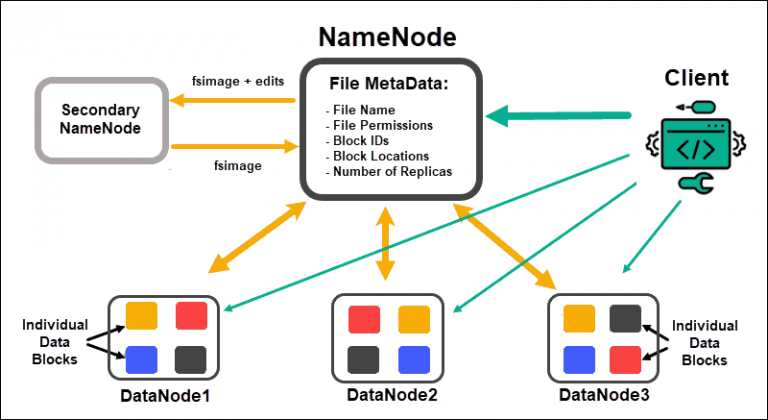 NameNode
File MetaData:
- File Name
- File Permissions
- Block IDs
- Block Locations
- Number of Replicas
fsimage + edits
Secondary
NameNode
fsimage
Client
</>
Individual
Data
Blocks
DataNode1
DataNode2
DataNode3
Individual
Data
Blocks